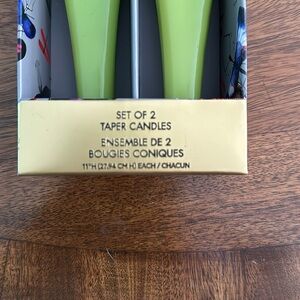 SET OF 2
TAPER CANDLES
ENSEMBLE DE 2
BOUGIES CONIQUES
11"H (27.94 CM H) EACH / CHACUN